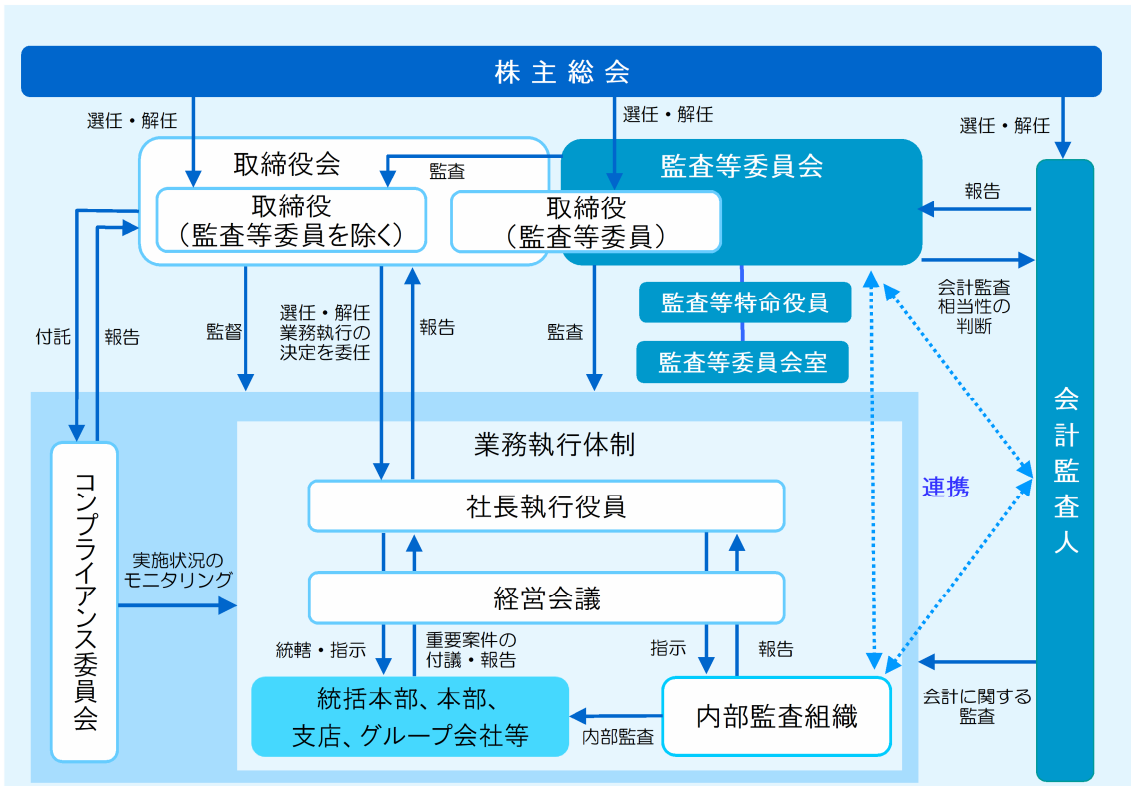 株主総会
選任・解任
選任・解任
選任・解任
取締役会
監査
監査等委員会
取締役
（監査等委員を除く）
取締役
（監査等委員）
報告
会計監査
相当性の
判断
監査等特命役員
監査等委員会室
付託
報告
監督
選任・解任
業務執行の
決定を委任
報告
監査
会計監査人
業務執行体制
社長執行役員
連携
コンプライアンス委員会
実施状況の
モニタリング
経営会議
統轄・指示
重要案件の
付議・報告
指示
報告
統括本部、本部、
支店、グループ会社等
内部監査
内部監査組織
会計に関する
監査